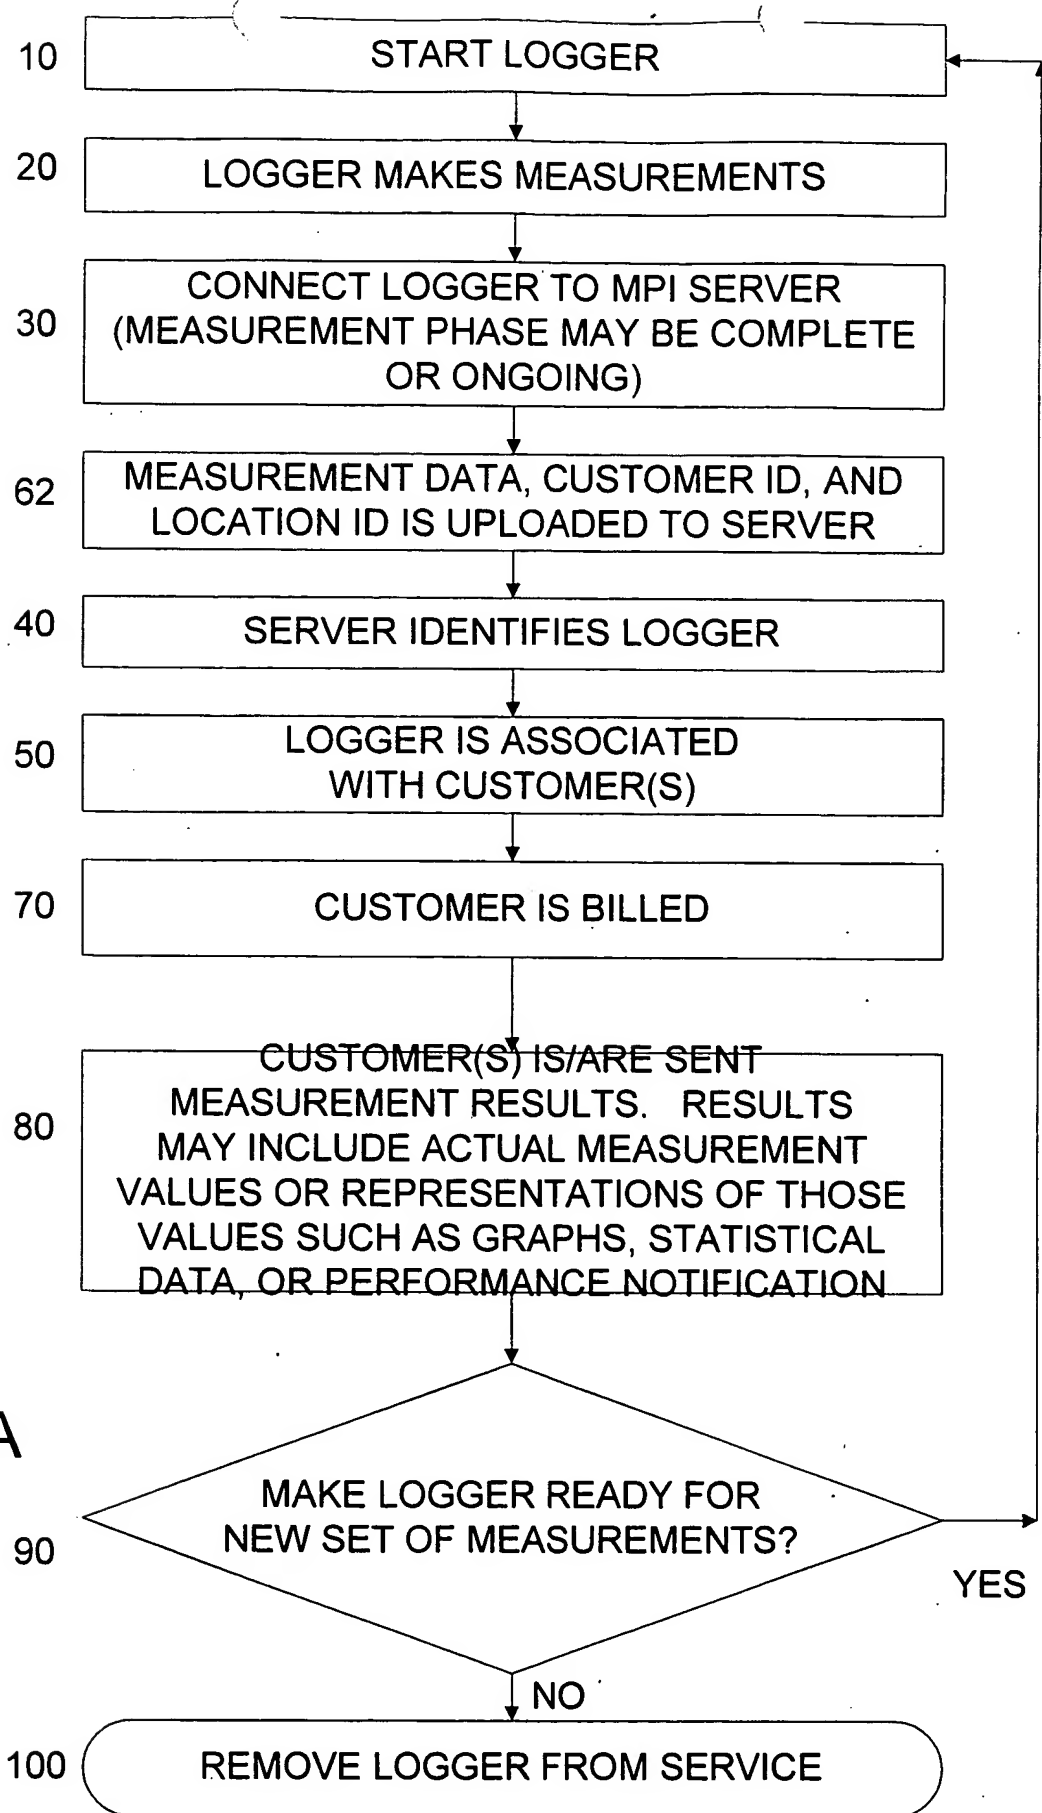 10
START LOGGER
20
LOGGER MAKES MEASUREMENTS
30
CONNECT LOGGER TO MPI SERVER
(MEASUREMENT PHASE MAY BE COMPLETE
OR ONGOING)
62
MEASUREMENT DATA, CUSTOMER ID, AND
LOCATION ID IS UPLOADED TO SERVER
40
SERVER IDENTIFIES LOGGER
50
LOGGER IS ASSOCIATED
WITH CUSTOMER(S)
70
CUSTOMER IS BILLED
80
CUSTOMER(S) IS/ARE SENT
MEASUREMENT RESULTS. RESULTS
MAY INCLUDE ACTUAL MEASUREMENT
VALUES OR REPRESENTATIONS OF THOSE
VALUES SUCH AS GRAPHS, STATISTICAL
DATA, OR PERFORMANCE NOTIFICATION
A
90
MAKE LOGGER READY FOR
NEW SET OF MEASUREMENTS?
YES
NO
100
REMOVE LOGGER FROM SERVICE